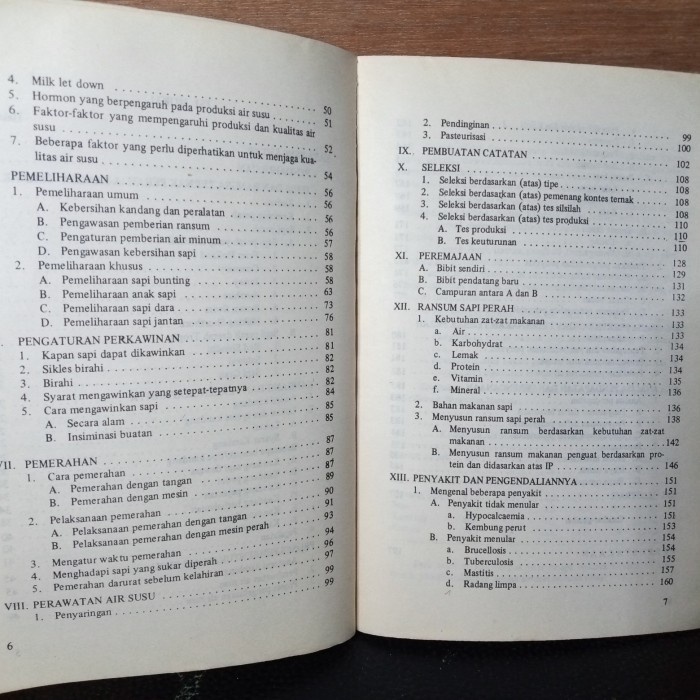 4. Milk let down .......... 50
5. Hormon yang berpengaruh pada produksi air susu .......... 51
6. Faktor-faktor yang mempengaruhi produksi dan kualitas air
susu .......... 52
7. Beberapa faktor yang perlu diperhatikan untuk menjaga kua-
litas air susu .......... 54
PEMELIHARAAN .......... 56
1. Pemeliharaan umum .......... 56
A. Kebersihan kandang dan peralatan .......... 56
B. Pengawasan pemberian ransum .......... 57
C. Pengaturan pemberian air minum .......... 58
D. Pengawasan kebersihan sapi .......... 58
2. Pemeliharaan khusus .......... 58
A. Pemeliharaan sapi bunting .......... 58
B. Pemeliharaan anak sapi .......... 63
C. Pemeliharaan sapi dara .......... 73
D. Pemeliharaan sapi jantan .......... 76
PENGATURAN PERKAWINAN .......... 81
1. Kapan sapi dapat dikawinkan .......... 81
2. Sikles birahi .......... 82
3. Birahi .......... 82
4. Syarat mengawinkan yang setepat-tepatnya .......... 82
5. Cara mengawinkan sapi .......... 84
A. Secara alam .......... 85
B. Insiminasi buatan .......... 85
VII. PEMERAHAN .......... 87
1. Cara pemerahan .......... 87
A. Pemerahan dengan tangan .......... 87
B. Pemerahan dengan mesin .......... 89
2. Pelaksanaan pemerahan .......... 90
A. Pelaksanaan pemerahan dengan tangan .......... 91
B. Pelaksanaan pemerahan dengan mesin perah .......... 93
3. Mengatur waktu pemerahan .......... 94
4. Menghadapi sapi yang sukar diperah .......... 96
5. Pemerahan darurat sebelum kelahiran .......... 97
VIII. PERAWATAN AIR SUSU .......... 99
1. Penyaringan .......... 99
6
2. Pendinginan .......... 99
3. Pasteurisasi .......... 100
IX. PEMBUATAN CATATAN .......... 102
X. SELEKSI .......... 108
1. Seleksi berdasarkan (atas) tipe .......... 108
2. Seleksi berdasarkan (atas) pemenang kontes ternak .......... 108
3. Seleksi berdasarkan (atas) tes silsilah .......... 108
4. Seleksi berdasarkan (atas) tes produksi .......... 110
A. Tes produksi .......... 110
B. Tes keuturunan .......... 110
XI. PEREMAJAAN .......... 128
A. Bibit sendiri .......... 129
B. Bibit pendatang baru .......... 131
C. Campuran antara A dan B .......... 132
XII. RANSUM SAPI PERAH .......... 133
1. Kebutuhan zat-zat makanan .......... 133
a. Air .......... 133
b. Karbohydrat .......... 134
c. Lemak .......... 134
d. Protein .......... 134
e. Vitamin .......... 135
f. Mineral .......... 136
2. Bahan makanan sapi .......... 136
3. Menyusun ransum sapi perah .......... 138
A. Menyusun ransum berdasarkan kebutuhan zat-zat
makanan .......... 142
B. Menyusun ransum makanan penguat berdasarkan pro-
tein dan didasarkan atas IP .......... 146
XIII. PENYAKIT DAN PENGENDALIANNYA .......... 151
1. Mengenal beberapa penyakit .......... 151
A. Penyakit tidak menular .......... 151
a. Hypocalcaemia .......... 151
b. Kembung perut .......... 153
B. Penyakit menular .......... 154
a. Brucellosis .......... 154
b. Tuberculosis .......... 155
c. Mastitis .......... 157
d. Radang limpa .......... 160
7